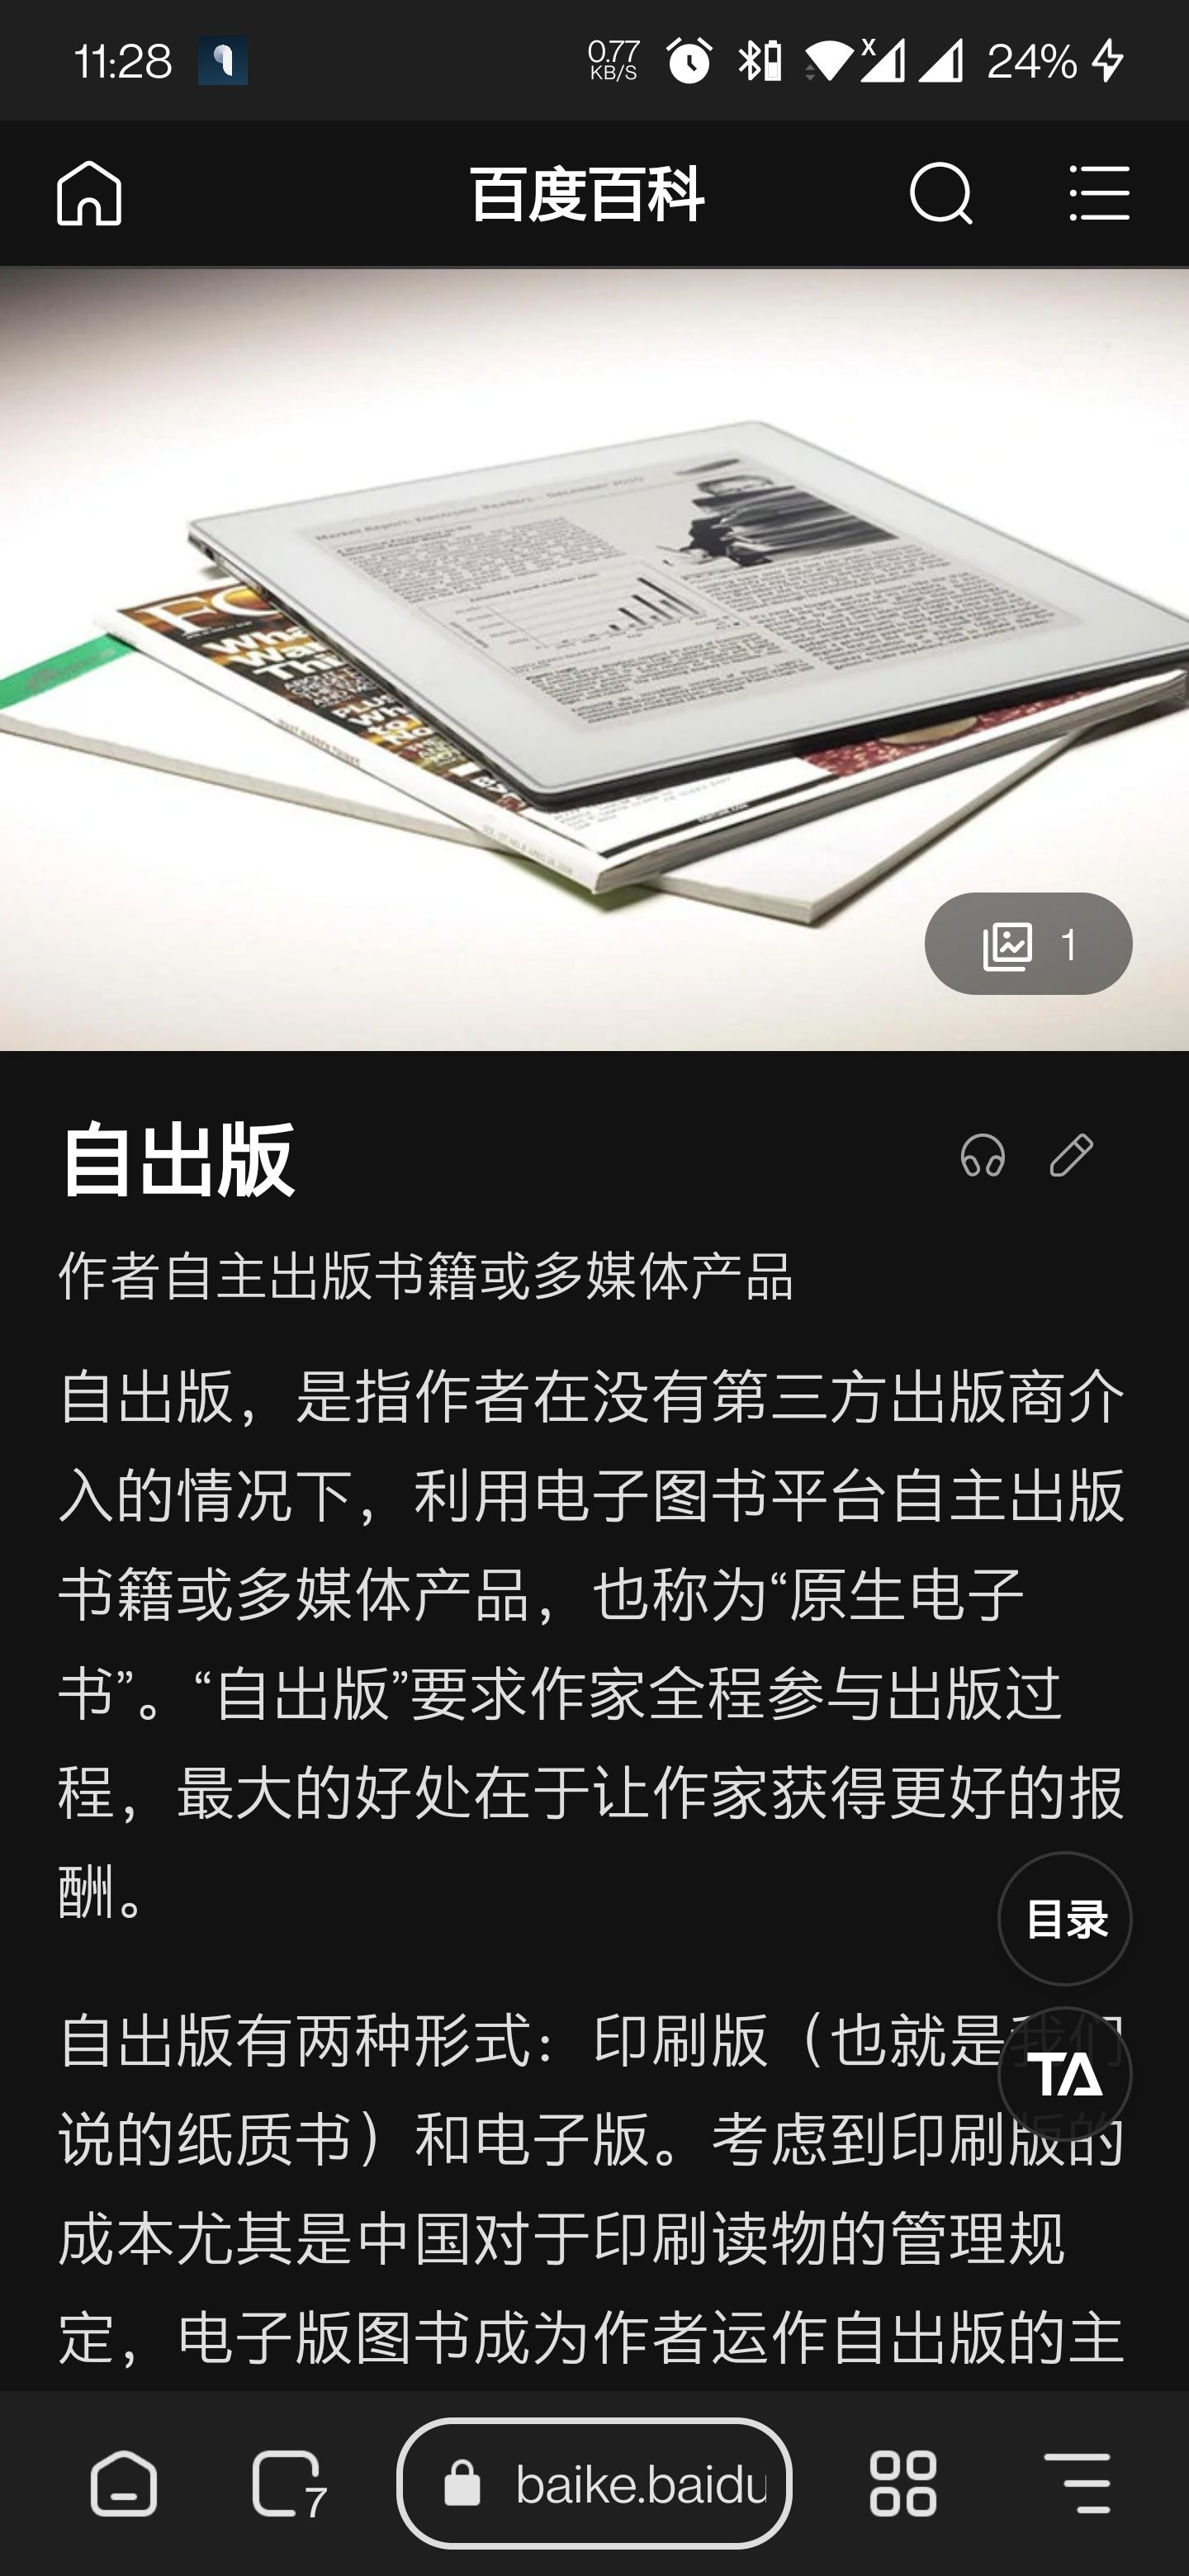 11:28
0.77
KB/S
24%
百度百科
Market Report: Electronic Readers - December 2010
FO
1
自出版
作者自主出版书籍或多媒体产品
自出版，是指作者在没有第三方出版商介
入的情况下，利用电子图书平台自主出版
书籍或多媒体产品，也称为“原生电子
书”。“自出版”要求作家全程参与出版过
程，最大的好处在于让作家获得更好的报
酬。
目录
自出版有两种形式：印刷版（也就是我们
TA
说的纸质书）和电子版。考虑到印刷版的
成本尤其是中国对于印刷读物的管理规
定，电子版图书成为作者运作自出版的主
7
baike.baidu